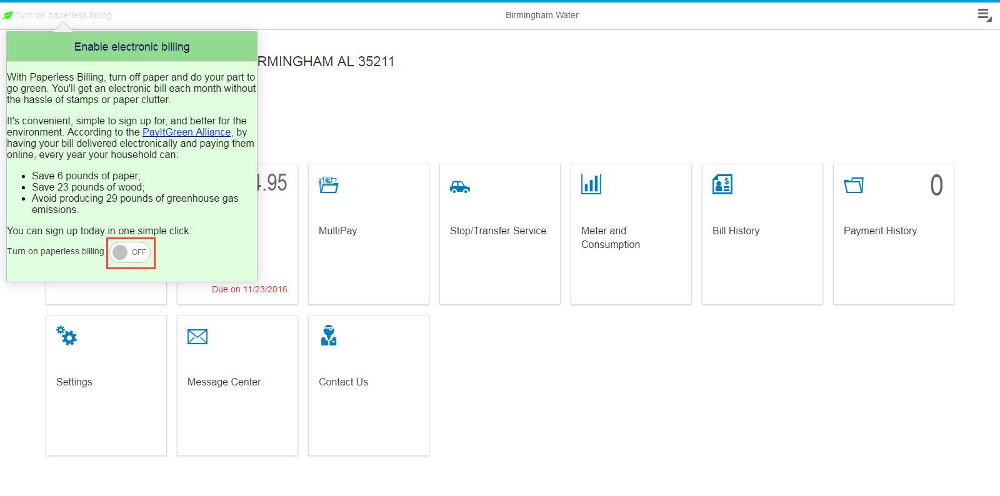 Turn on paperless billing
Birmingham Water
Enable electronic billing
RMINGHAM AL 35211
With Paperless Billing, turn off paper and do your part to
go green. You'll get an electronic bill each month without
the hassle of stamps or paper clutter.
It's convenient, simple to sign up for, and better for the
environment. According to the PayItGreen Alliance, by
having your bill delivered electronically and paying them
online, every year your household can:
• Save 6 pounds of paper;
• Save 23 pounds of wood;
• Avoid producing 29 pounds of greenhouse gas
emissions.
You can sign up today in one simple click:
Turn on paperless billing OFF
.95
Due on 11/23/2016
MultiPay
Stop/Transfer Service
Meter and
Consumption
Bill History
0
Payment History
Settings
Message Center
Contact Us